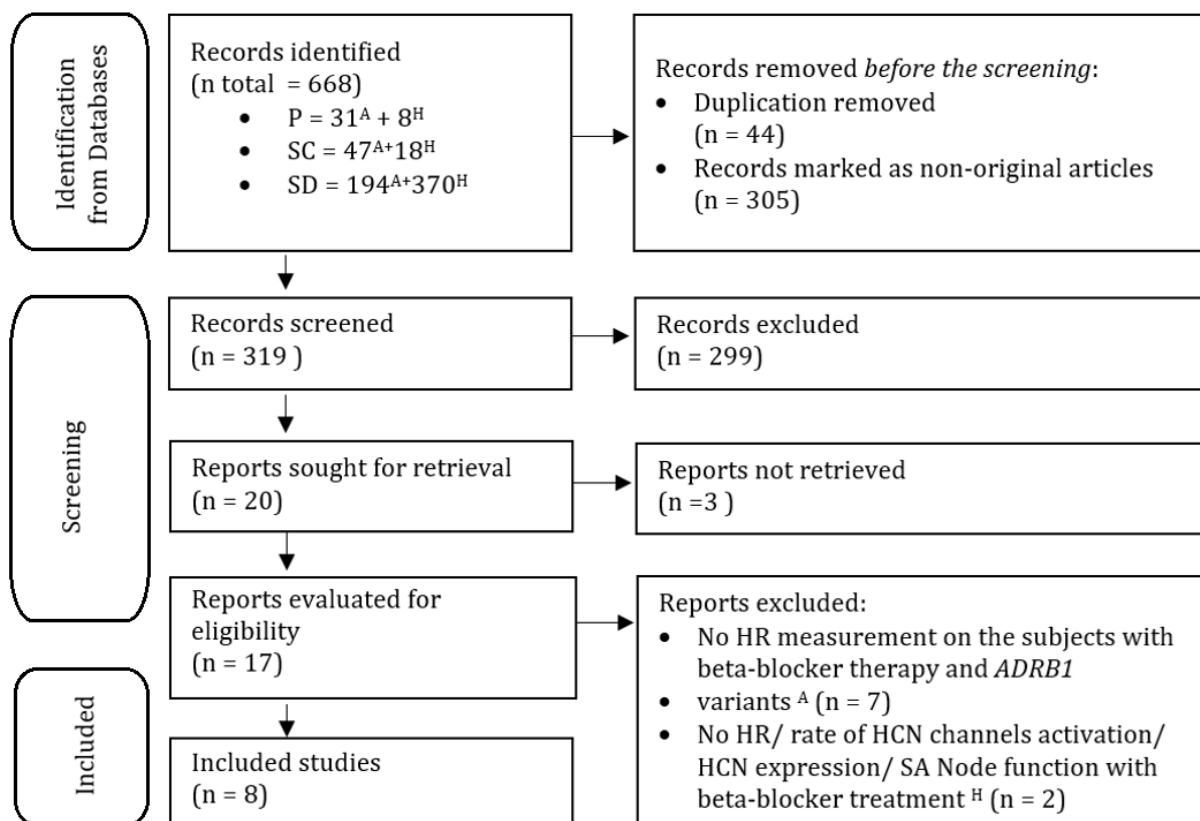 Identification
from Databases
Records identified
(n total = 668)
• P = 31ᴬ + 8ᴴ
• SC = 47ᴬ⁺18ᴴ
• SD = 194ᴬ⁺370ᴴ
Records removed before the screening:
• Duplication removed
(n = 44)
• Records marked as non-original articles
(n = 305)
Screening
Records screened
(n = 319 )
Records excluded
(n = 299)
Reports sought for retrieval
(n = 20)
Reports not retrieved
(n =3 )
Reports evaluated for
eligibility
(n = 17)
Reports excluded:
• No HR measurement on the subjects with
beta-blocker therapy and ADRB1
• variants ᴬ (n = 7)
• No HR/ rate of HCN channels activation/
HCN expression/ SA Node function with
beta-blocker treatment ᴴ (n = 2)
Included
Included studies
(n = 8)